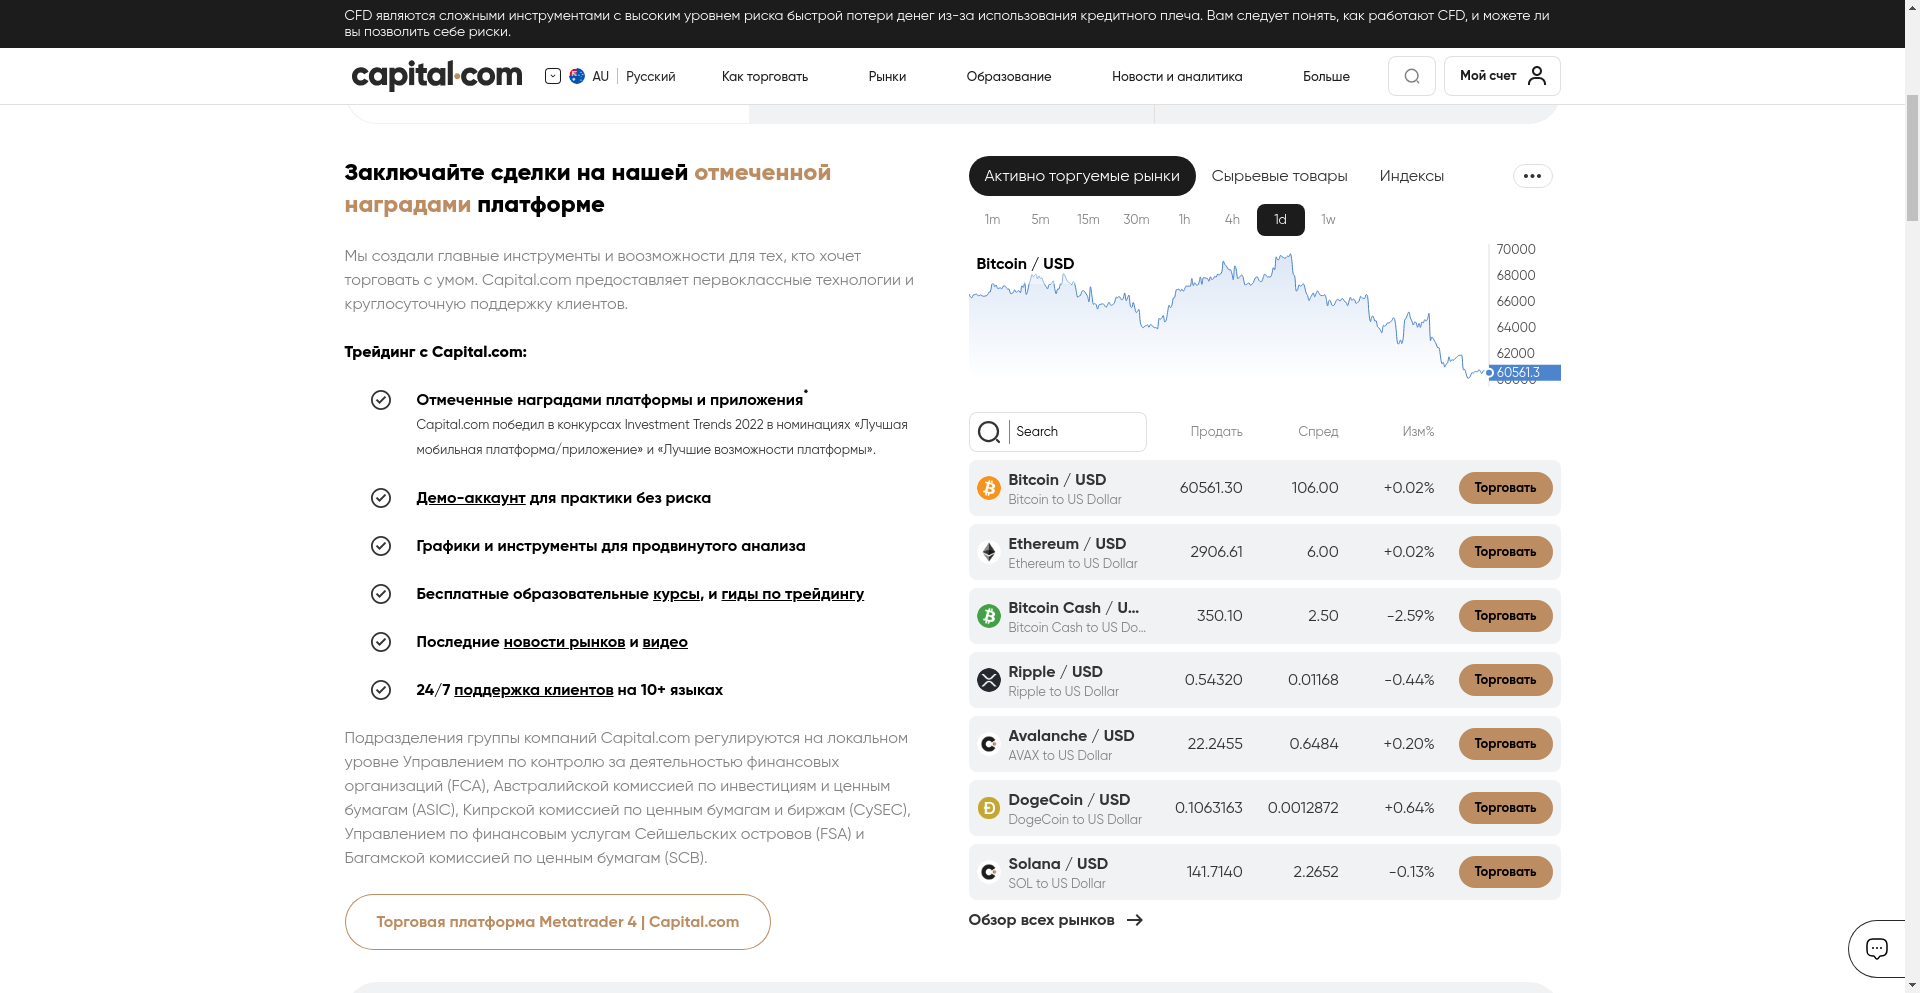 CFD являются сложными инструментами с высоким уровнем риска быстрой потери денег из-за использования кредитного плеча. Вам следует понять, как работают CFD, и можете ли
вы позволить себе риски.
capital.com AU Русский Как торговать Рынки Образование Новости и аналитика Больше Мой счет
Заключайте сделки на нашей отмеченной
наградами платформе
Мы создали главные инструменты и воозможности для тех, кто хочет
торговать с умом. Capital.com предоставляет первоклассные технологии и
круглосуточную поддержку клиентов.
Трейдинг с Capital.com:
Отмеченные наградами платформы и приложения*
Capital.com победил в конкурсах Investment Trends 2022 в номинациях «Лучшая
мобильная платформа/приложение» и «Лучшие возможности платформы».
Демо-аккаунт для практики без риска
Графики и инструменты для продвинутого анализа
Бесплатные образовательные курсы, и гиды по трейдингу
Последние новости рынков и видео
24/7 поддержка клиентов на 10+ языках
Подразделения группы компаний Capital.com регулируются на локальном
уровне Управлением по контролю за деятельностью финансовых
организаций (FCA), Австралийской комиссией по инвестициям и ценным
бумагам (ASIC), Кипрской комиссией по ценным бумагам и биржам (CySEC),
Управлением по финансовым услугам Сейшельских островов (FSA) и
Багамской комиссией по ценным бумагам (SCB).
Торговая платформа Metatrader 4 | Capital.com
Активно торгуемые рынки Сырьевые товары Индексы
1m 5m 15m 30m 1h 4h 1d 1w
Bitcoin / USD
70000
68000
66000
64000
62000
60561.3
60000
Search Продать Спред Изм%
Bitcoin / USD 60561.30 106.00 +0.02% Торговать
Bitcoin to US Dollar
Ethereum / USD 2906.61 6.00 +0.02% Торговать
Ethereum to US Dollar
Bitcoin Cash / U... 350.10 2.50 -2.59% Торговать
Bitcoin Cash to US Do...
Ripple / USD 0.54320 0.01168 -0.44% Торговать
Ripple to US Dollar
Avalanche / USD 22.2455 0.6484 +0.20% Торговать
AVAX to US Dollar
DogeCoin / USD 0.1063163 0.0012872 +0.64% Торговать
DogeCoin to US Dollar
Solana / USD 141.7140 2.2652 -0.13% Торговать
SOL to US Dollar
Обзор всех рынков